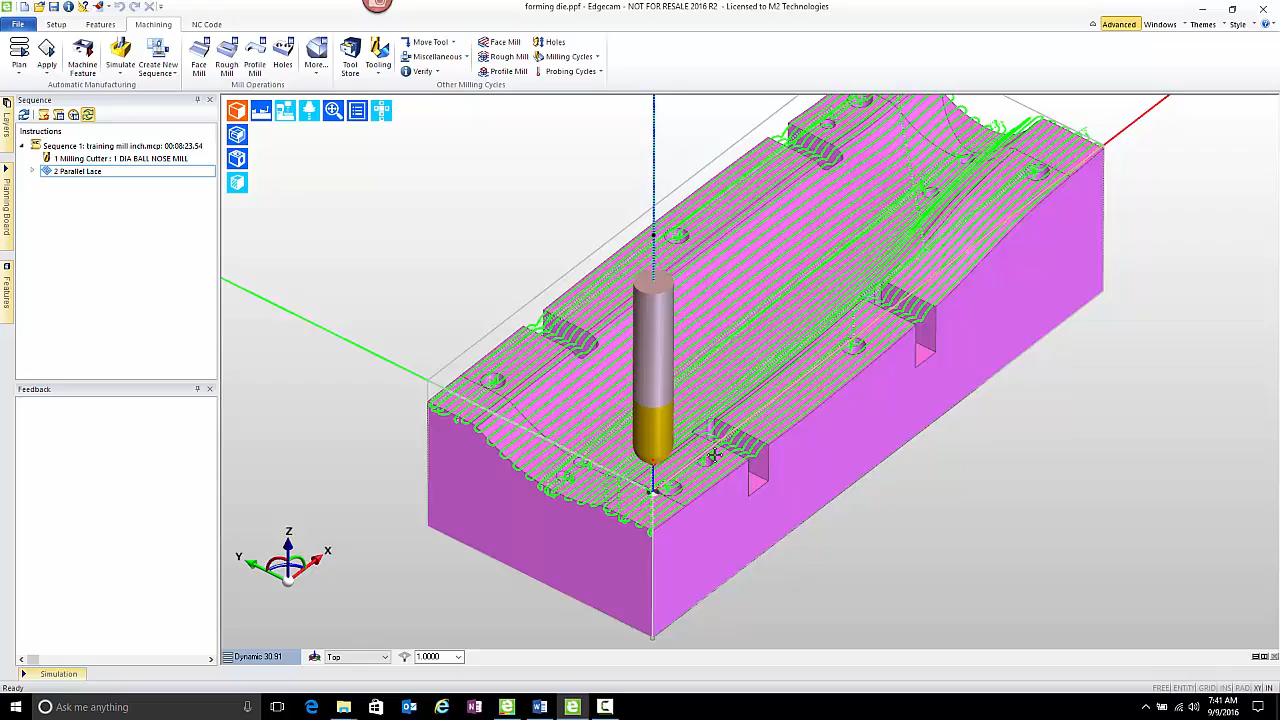 forming die.ppf - Edgecam - NOT FOR RESALE 2016 R2 - Licensed to M2 Technologies
File Setup Features Machining NC Code
Advanced Windows Themes Style
Plan Apply Machine Feature Simulate Create New Sequence
Automatic Manufacturing
Face Mill Rough Mill Profile Mill Holes More...
Mill Operations
Tool Store Tooling
Move Tool Face Mill Holes
Miscellaneous Rough Mill Milling Cycles
Verify Profile Mill Probing Cycles
Other Milling Cycles
Sequence
Layers
Planning Board
Features
Instructions
Sequence 1: training mill inch.mcp: 00:08:23.54
1 Milling Cutter : 1 DIA BALL NOSE MILL
2 Parallel Lace
Feedback
Z
Y
X
Dynamic 30.91 Top 1.0000
Simulation
Ready
FREE ENTITY GRID INS RAD XY IN
Ask me anything
7:41 AM
9/9/2016